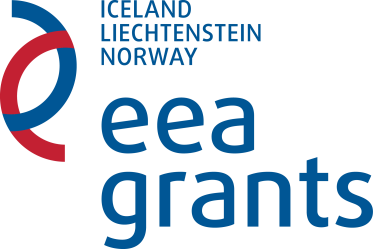 ICELAND
LIECHTENSTEIN
NORWAY
eea
grants